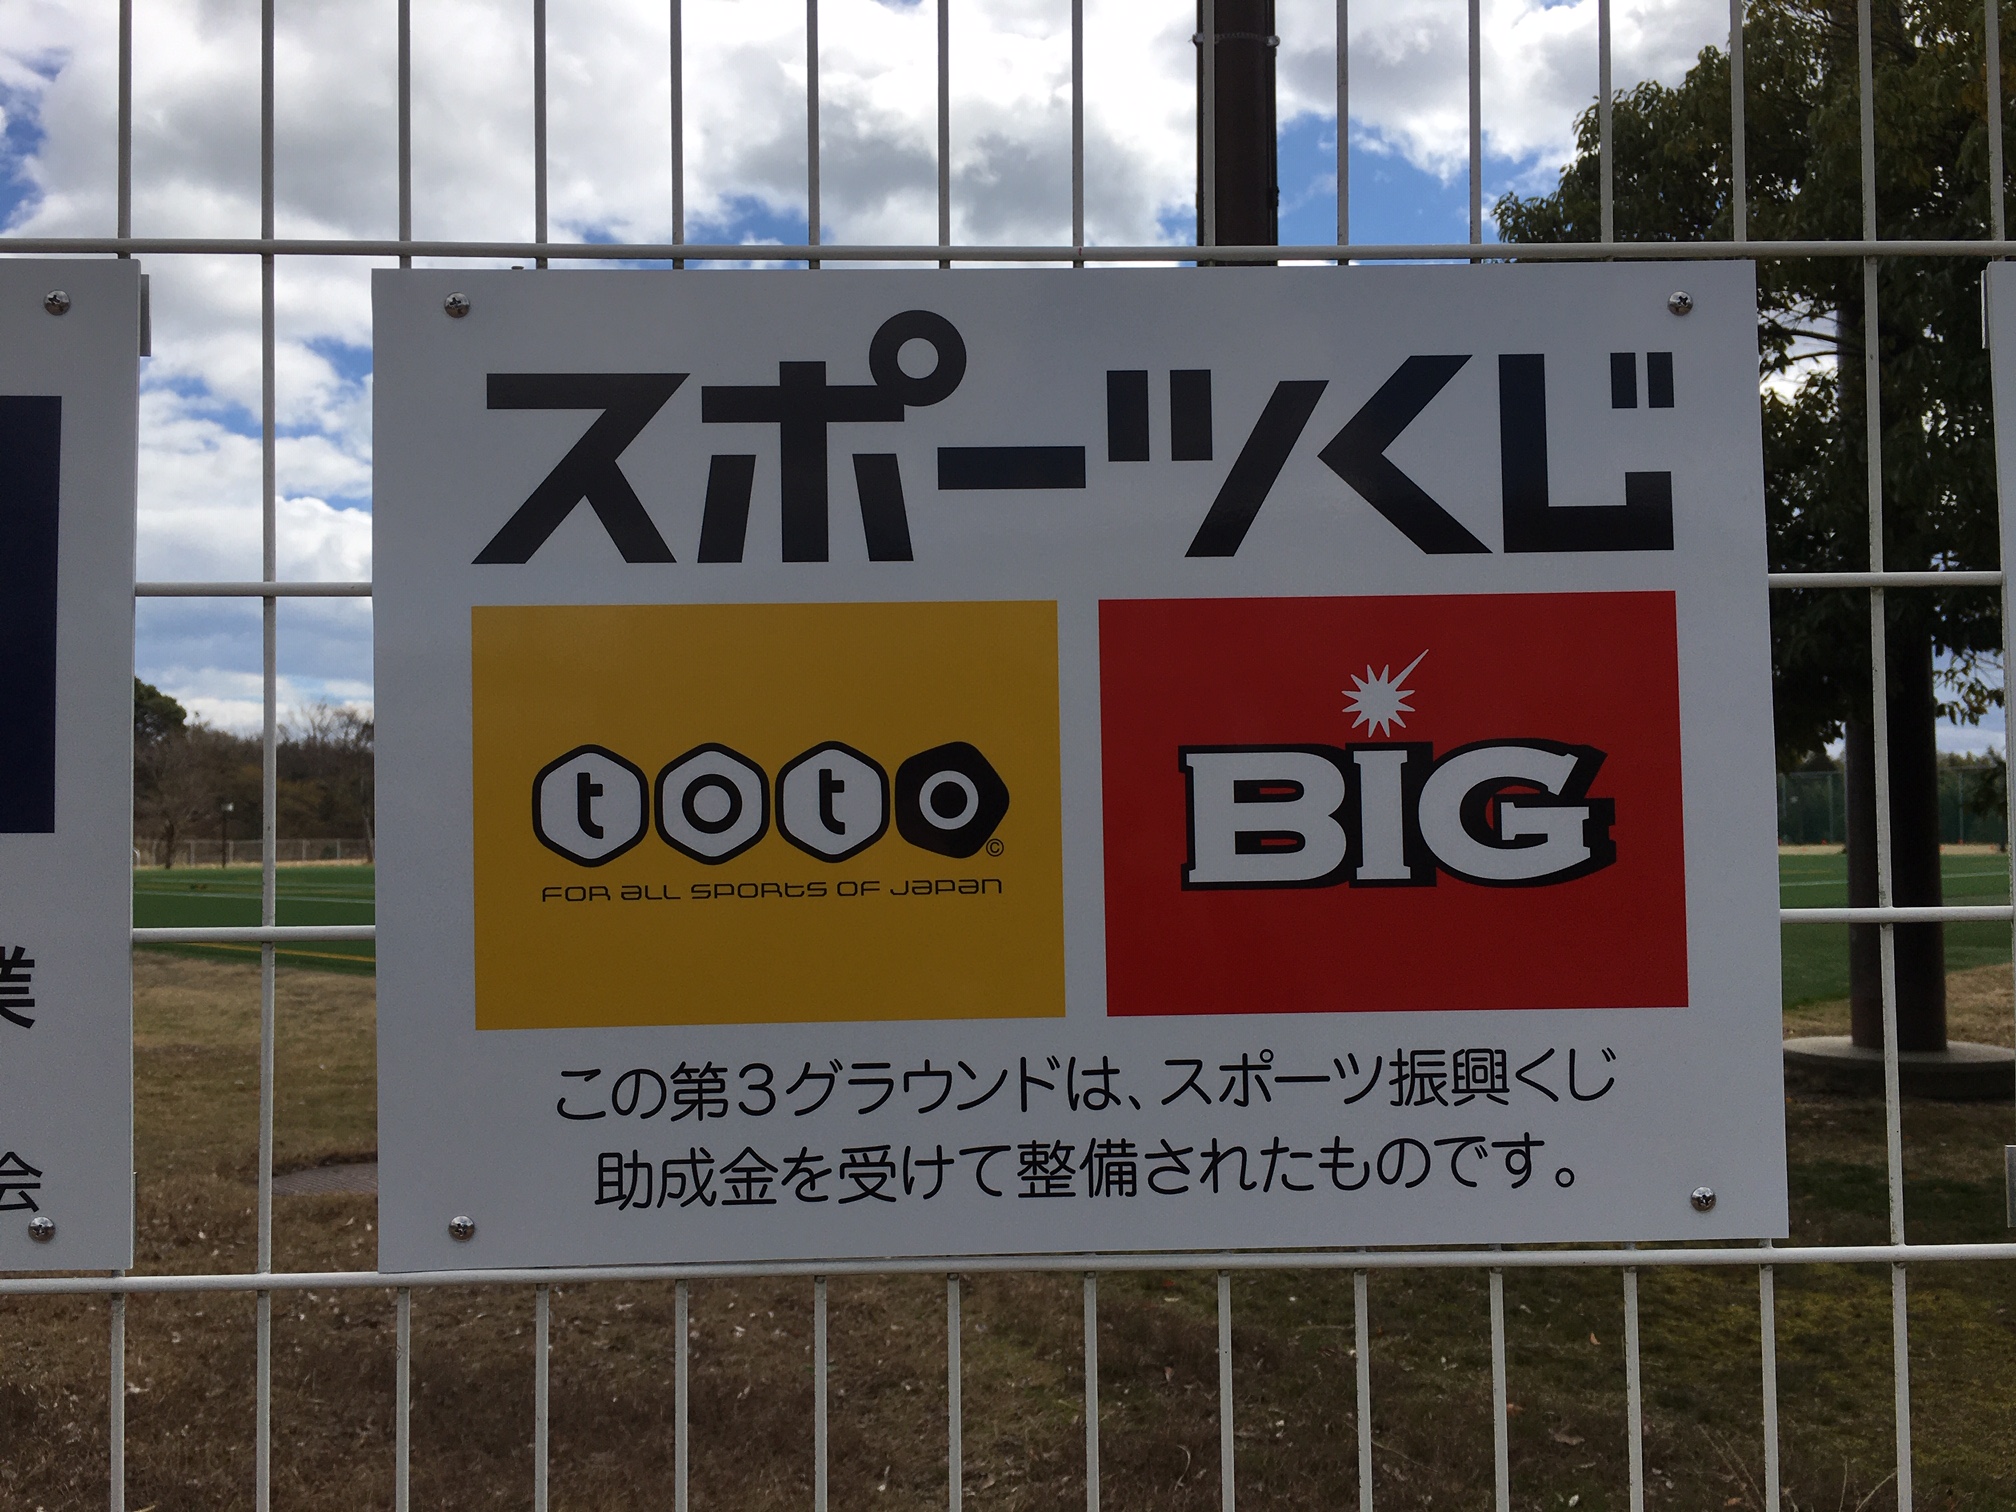 スポーツくじ
toto
©
FOR ALL SPORTS OF JAPAN
BIG
この第3グラウンドは、スポーツ振興くじ
助成金を受けて整備されたものです。
業
会